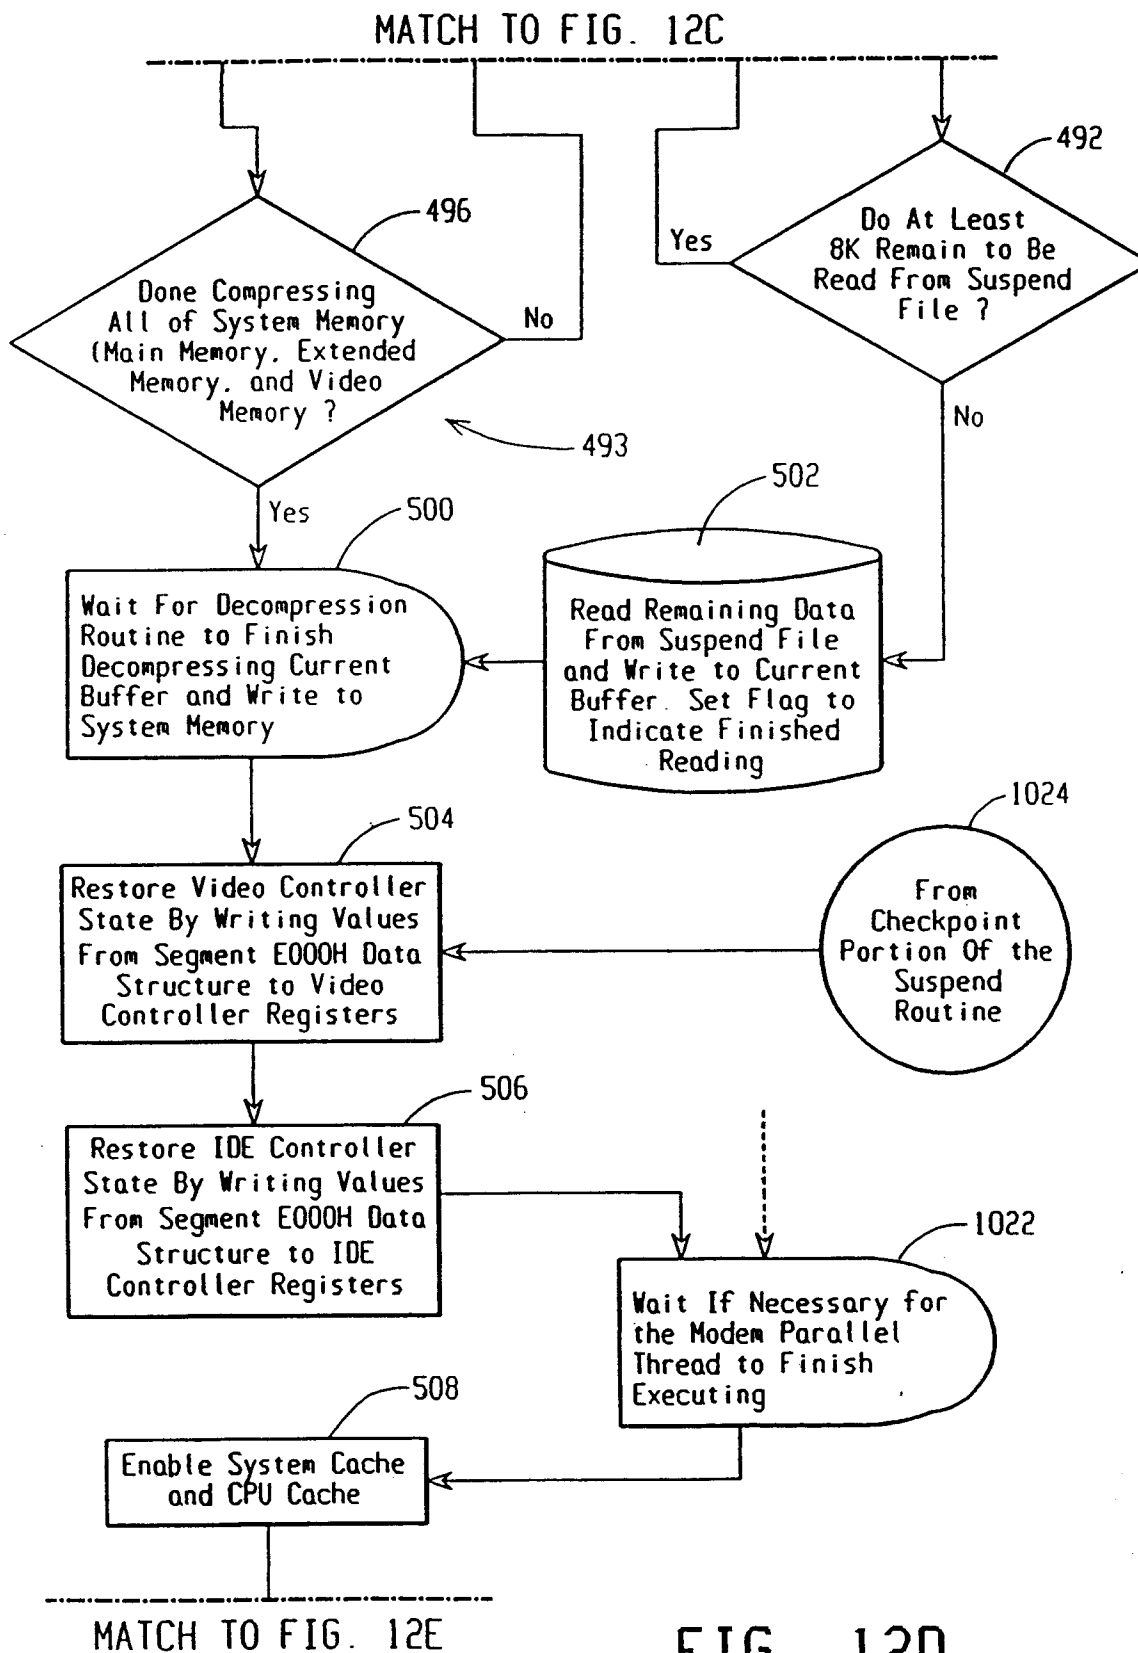 MATCH TO FIG. 12C
492
Do At Least
8K Remain to Be
Read From Suspend
File ?
Yes
No
496
Done Compressing
All of System Memory
(Main Memory, Extended
Memory, and Video
Memory ?
No
493
Yes
500
Wait For Decompression
Routine to Finish
Decompressing Current
Buffer and Write to
System Memory
502
Read Remaining Data
From Suspend File
and Write to Current
Buffer. Set Flag to
Indicate Finished
Reading
504
Restore Video Controller
State By Writing Values
From Segment E000H Data
Structure to Video
Controller Registers
1024
From
Checkpoint
Portion Of the
Suspend
Routine
506
Restore IDE Controller
State By Writing Values
From Segment E000H Data
Structure to IDE
Controller Registers
1022
Wait If Necessary for
the Modem Parallel
Thread to Finish
Executing
508
Enable System Cache
and CPU Cache
MATCH TO FIG. 12E
FIG. 12D